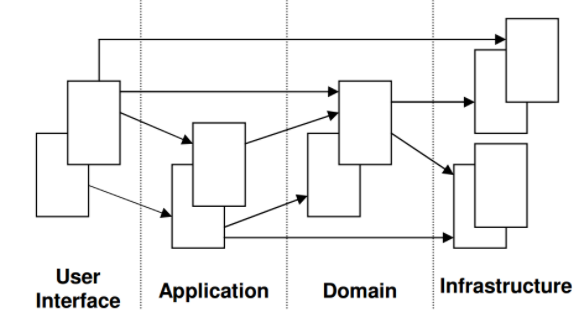 User
Interface
Application
Domain
Infrastructure